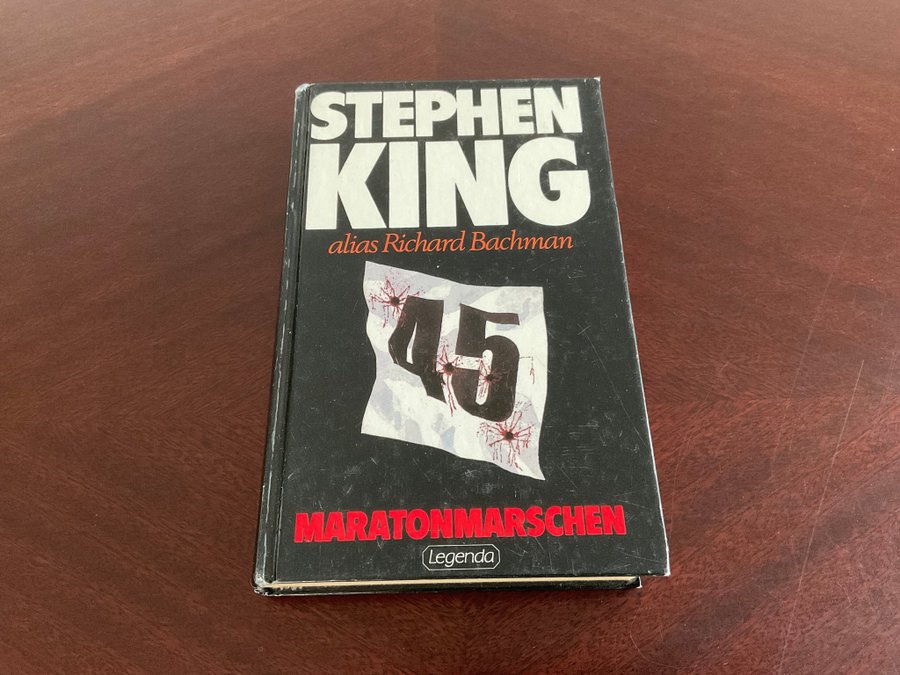 STEPHEN
KING
alias Richard Bachman
45
MARATONMARSCHEN
Legenda